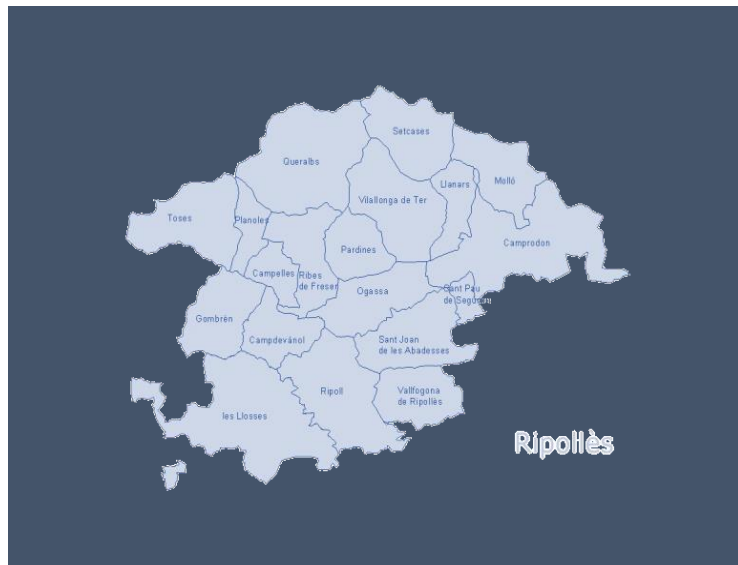 Setcases
Queralbs
Llanars
Molló
Vilallonga de Ter
Toses
Planoles
Pardines
Camprodon
Campelles
Ribes
de Freser
Ogassa
Sant Pau
de Segúries
Gombrèn
Campdevànol
Sant Joan
de les Abadesses
Ripoll
Vallfogona
de Ripollès
les Llosses
Ripollès